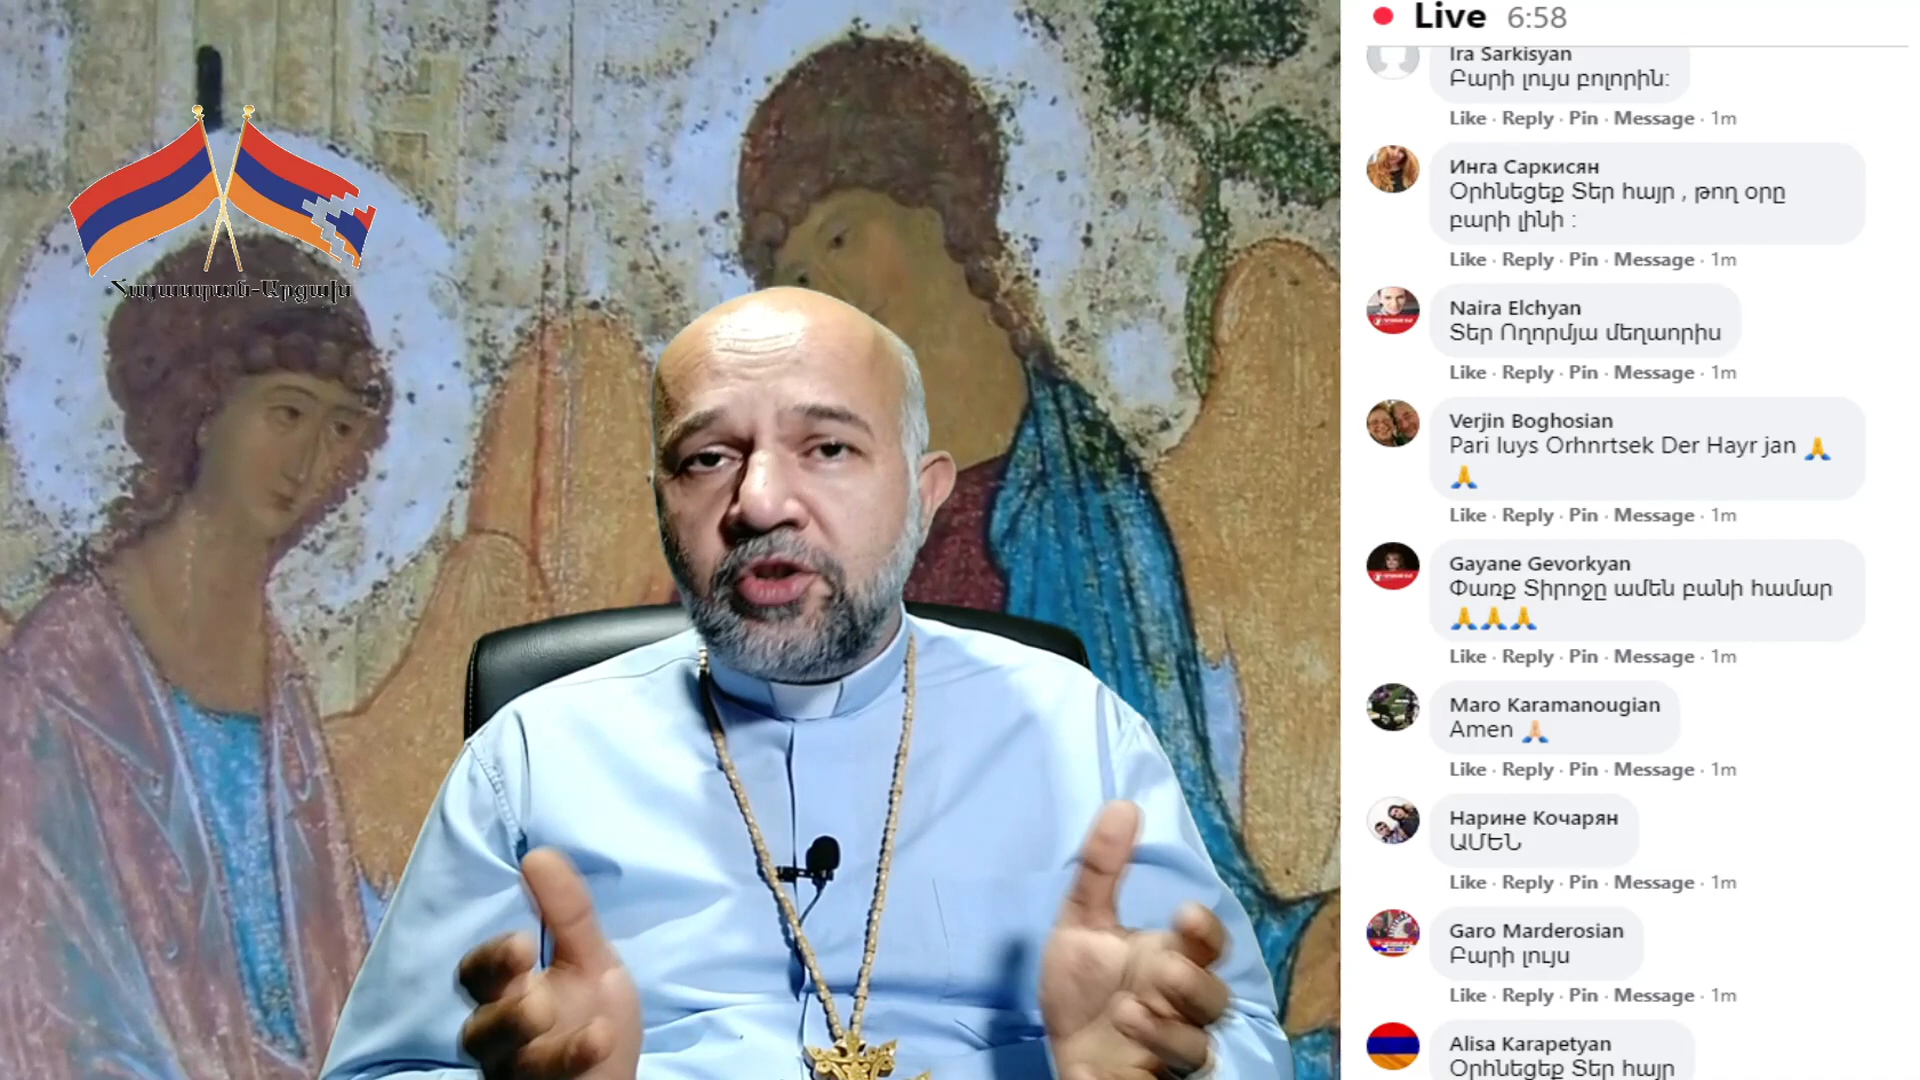 Հայաստան-Արցախ
Live 6:58
Ira Sarkisyan
Բարի լույս բոլորին։
Like · Reply · Pin · Message · 1m
Инга Саркисян
Օրհնեցեք Տեր հայր , թող օրը
բարի լինի :
Like · Reply · Pin · Message · 1m
Naira Elchyan
Տեր Ողորմյա մեղաորիս
Like · Reply · Pin · Message · 1m
Verjin Boghosian
Pari luys Orhnrtsek Der Hayr jan 🙏
🙏
Like · Reply · Pin · Message · 1m
Gayane Gevorkyan
Փառք Տիրոջը ամեն բանի համար
🙏🙏🙏
Like · Reply · Pin · Message · 1m
Maro Karamanougian
Amen 🙏🏻
Like · Reply · Pin · Message · 1m
Нарине Кочарян
ԱՄԵՆ
Like · Reply · Pin · Message · 1m
Garo Marderosian
Բարի լույս
Like · Reply · Pin · Message · 1m
Alisa Karapetyan
Օրհնեցեք Տեր հայր